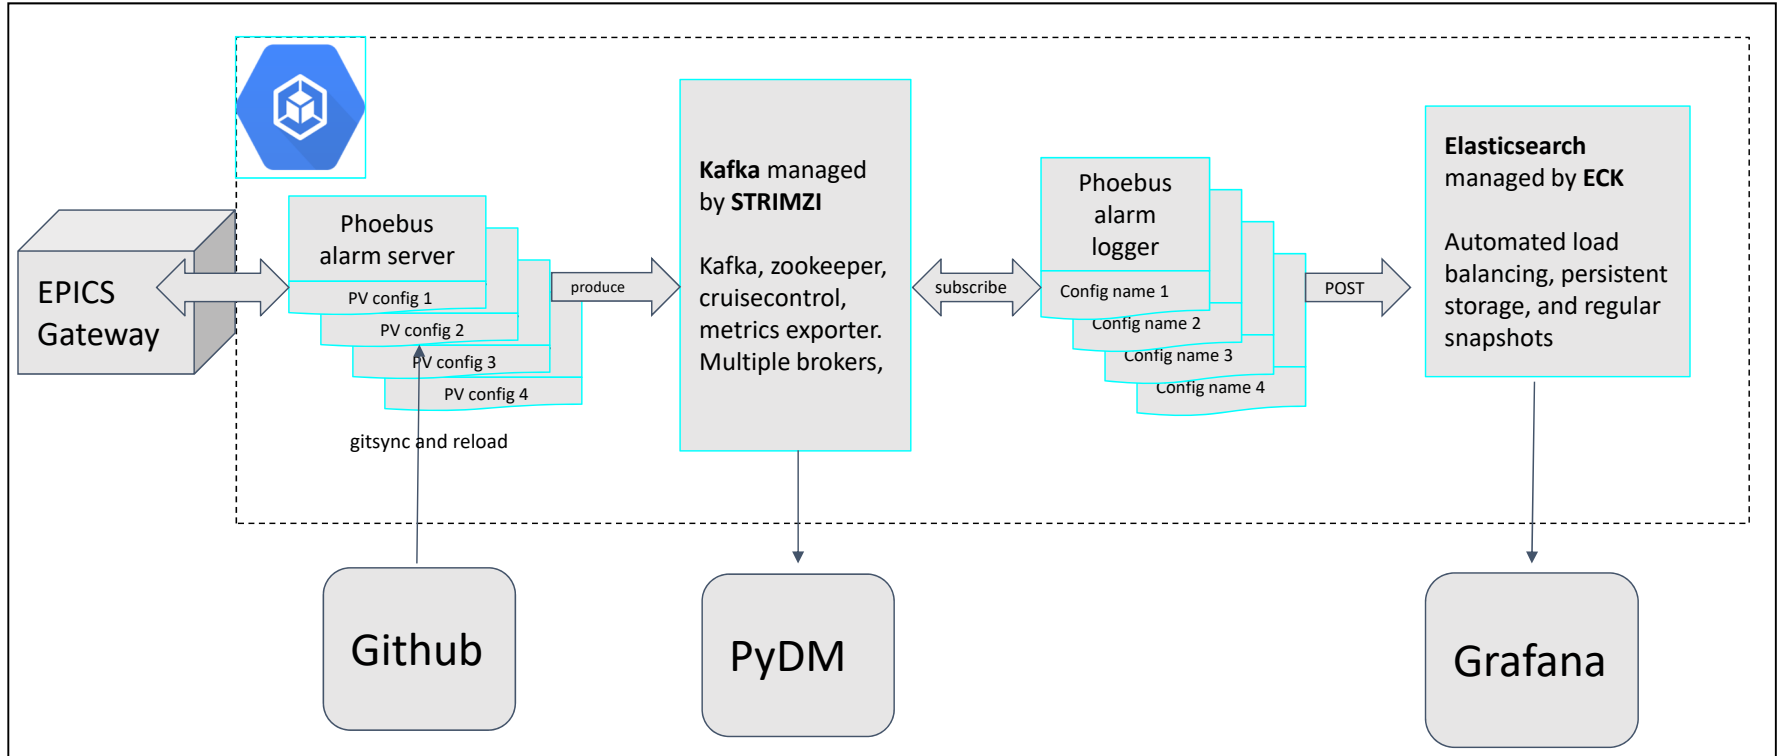 EPICS
Gateway
Phoebus
alarm server
PV config 1
PV config 2
PV config 3
PV config 4
gitsync and reload
produce
Kafka managed
by STRIMZI
Kafka, zookeeper,
cruisecontrol,
metrics exporter.
Multiple brokers,
subscribe
Phoebus
alarm
logger
Config name 1
Config name 2
Config name 3
Config name 4
POST
Elasticsearch
managed by ECK
Automated load
balancing, persistent
storage, and regular
snapshots
Github
PyDM
Grafana